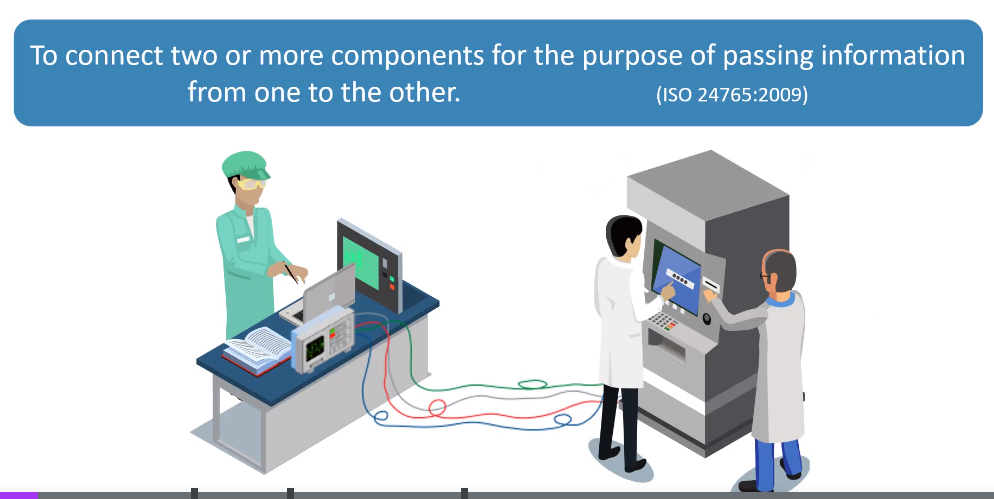 To connect two or more components for the purpose of passing information
from one to the other. (ISO 24765:2009)